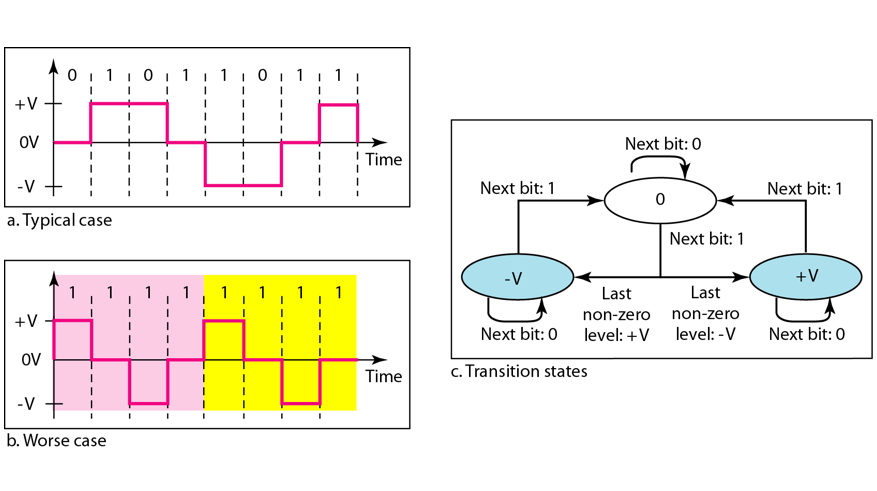 0 1 0 1 1 0 1 1
+V
0V
Time
-V
a. Typical case
1 1 1 1 1 1 1 1
+V
0V
Time
-V
b. Worse case
Next bit: 0
Next bit: 1
0
Next bit: 1
Next bit: 1
-V
+V
Last
non-zero
level: +V
Last
non-zero
level: -V
Next bit: 0
Next bit: 0
c. Transition states